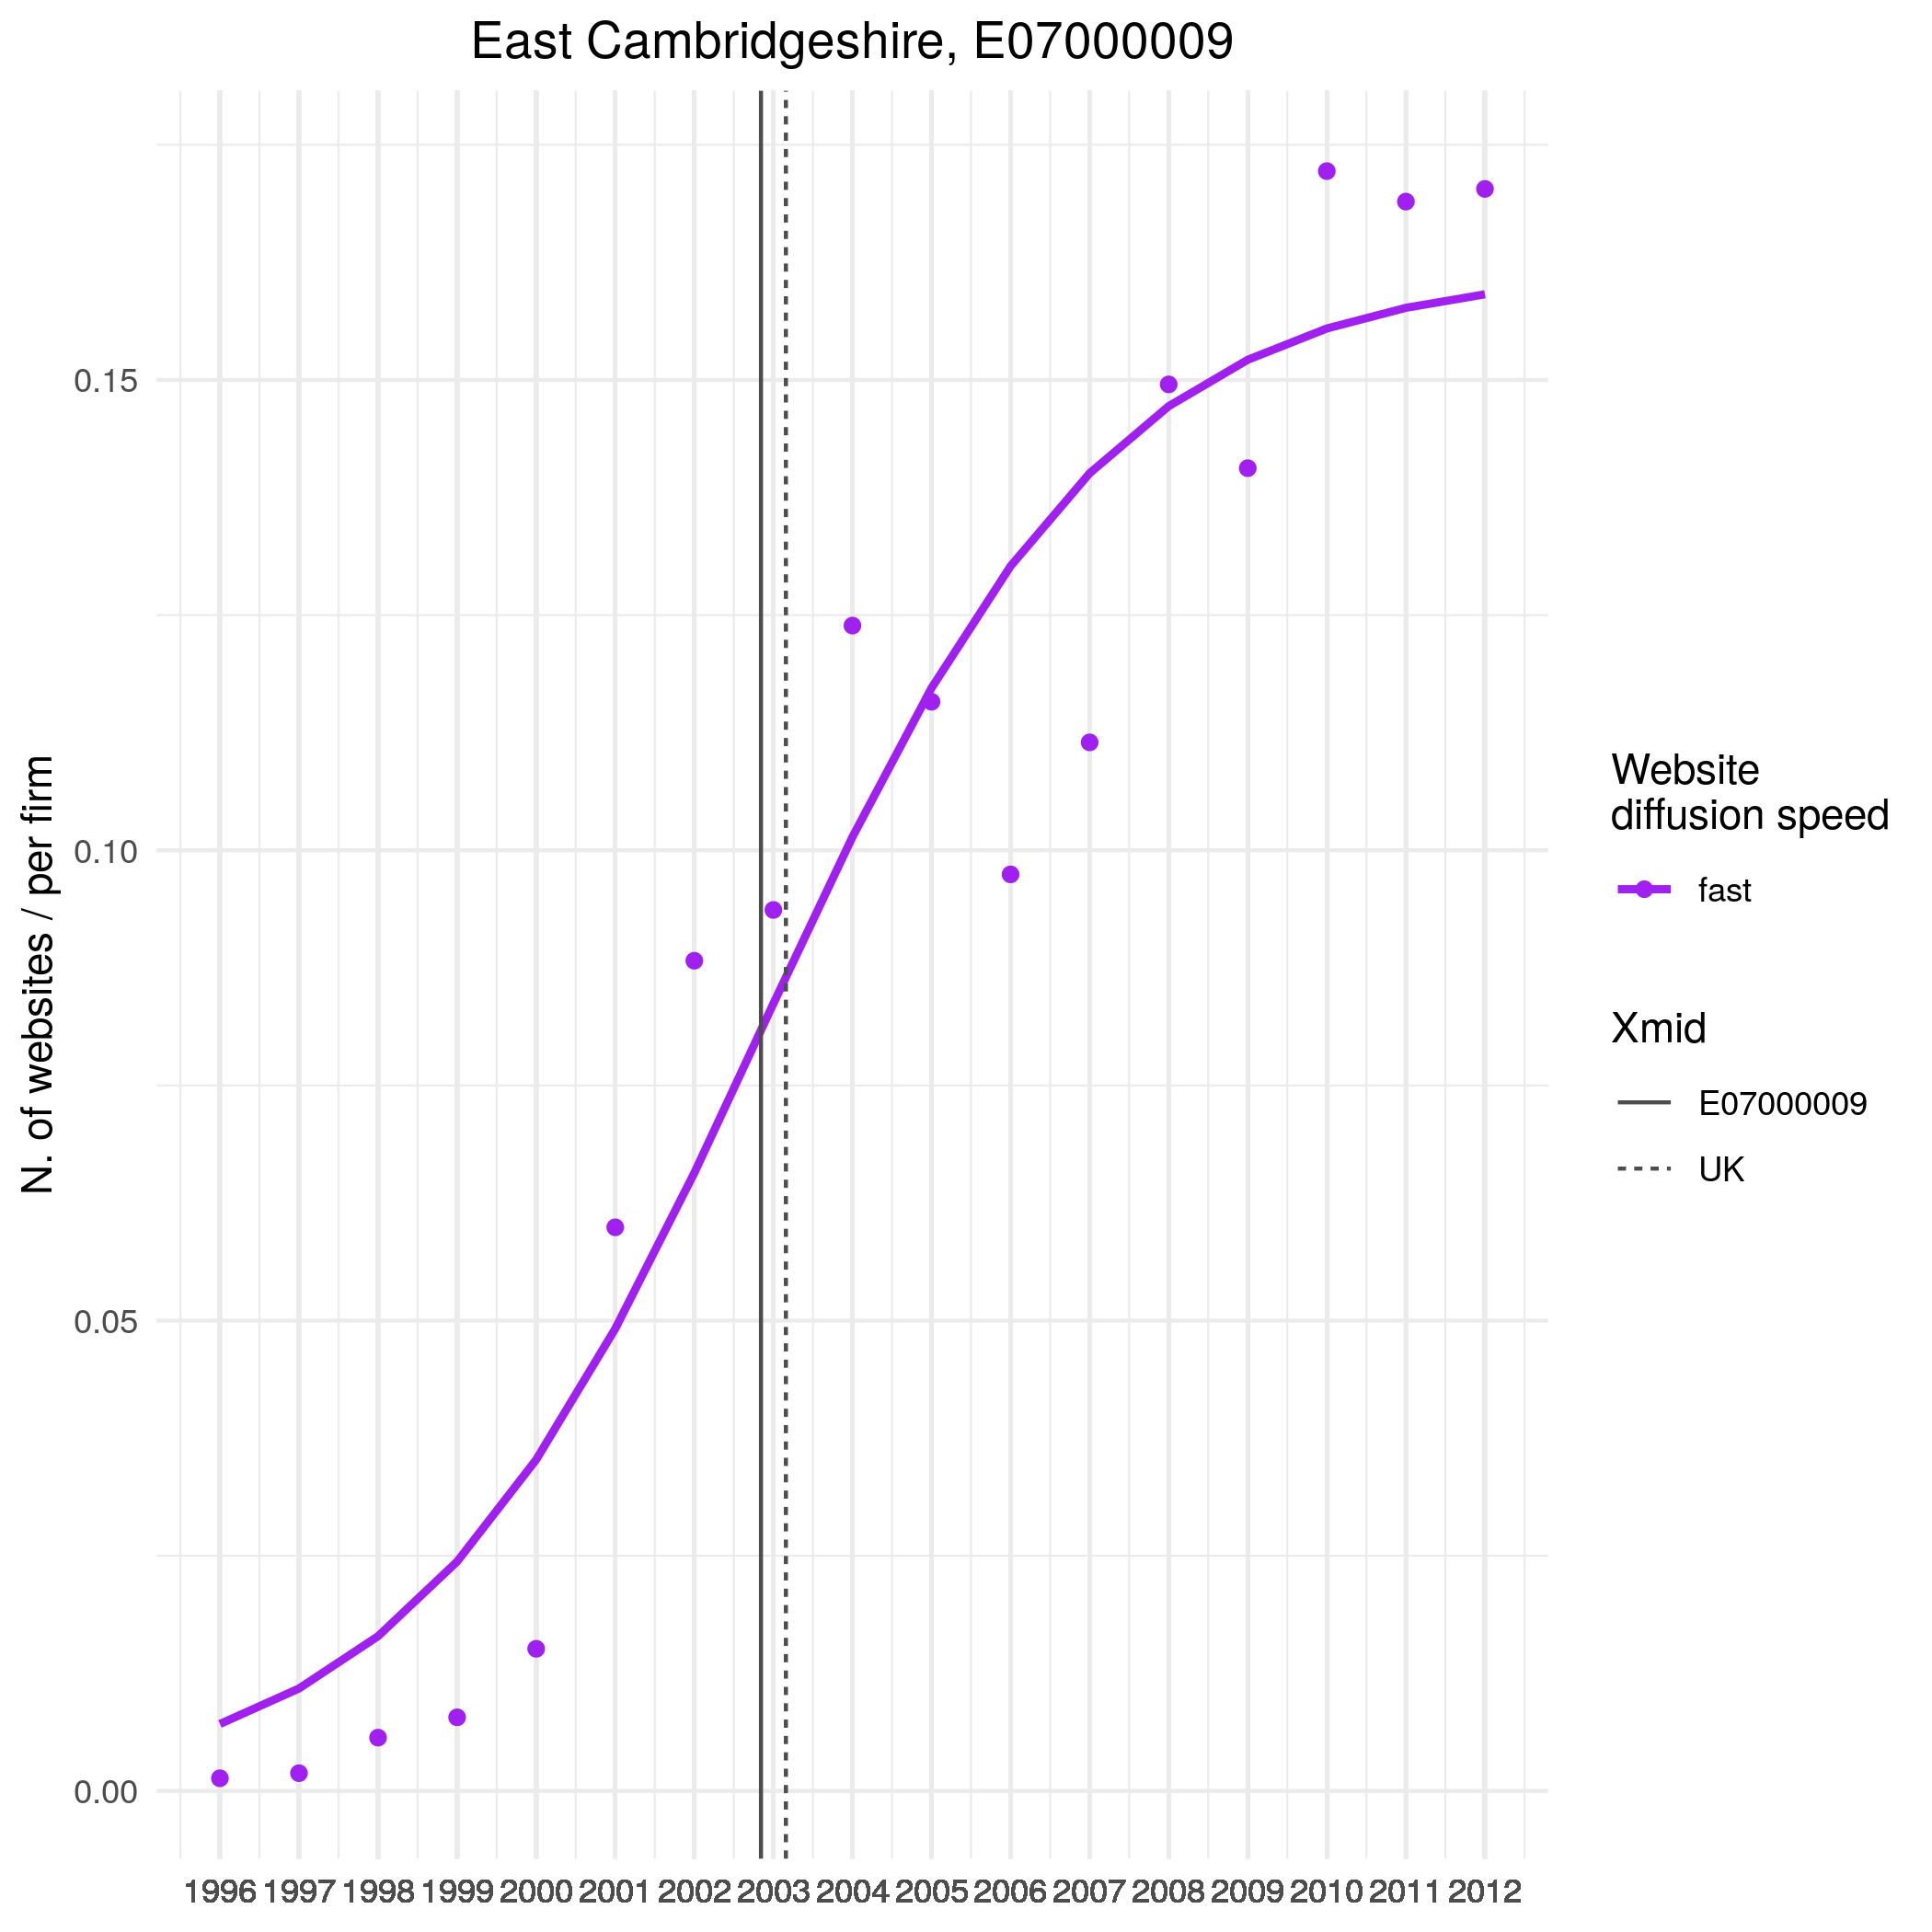 East Cambridgeshire, E07000009
N. of websites / per firm
0.15
0.10
0.05
0.00
1996 1997 1998 1999 2000 2001 2002 2003 2004 2005 2006 2007 2008 2009 2010 2011 2012
Website
diffusion speed
fast
Xmid
E07000009
UK